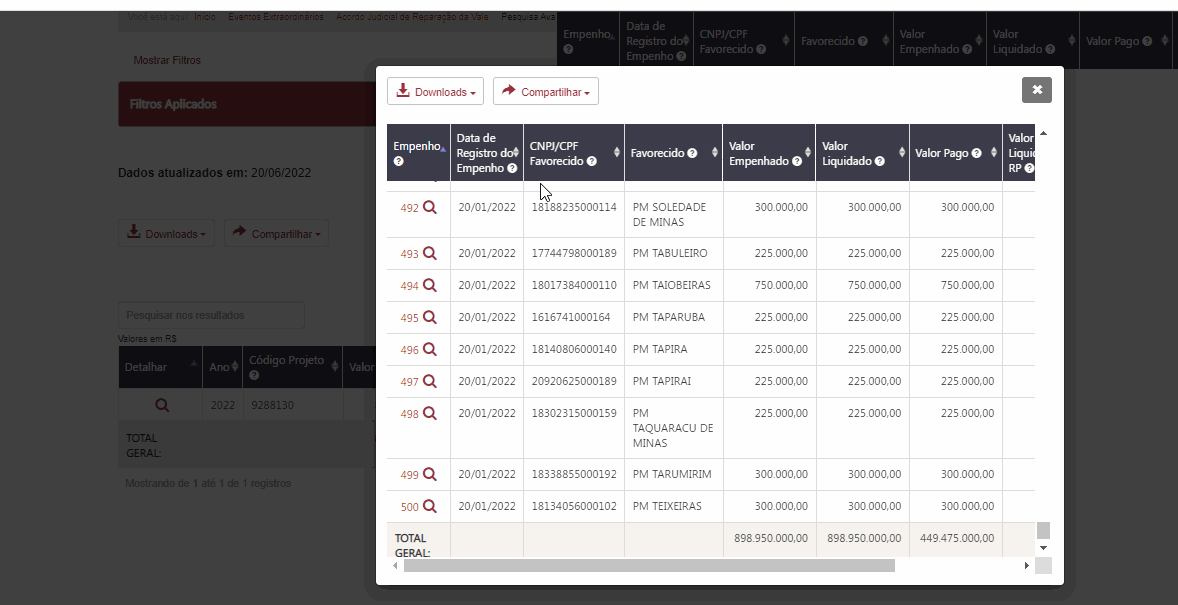 Você está aqui: Início Eventos Extraordinários Acordo Judicial de Reparação da Vale Pesquisa Ava
Empenho Data de Registro do Empenho CNPJ/CPF Favorecido Favorecido Valor Empenhado Valor Liquidado Valor Pago
Mostrar Filtros
Filtros Aplicados
Dados atualizados em: 20/06/2022
Downloads Compartilhar
Pesquisar nos resultados
Valores em R$
Detalhar Ano Código Projeto Valor
2022 9288130
TOTAL
GERAL:
Mostrando de 1 até 1 de 1 registros
Downloads Compartilhar
Empenho Data de Registro do Empenho CNPJ/CPF Favorecido Favorecido Valor Empenhado Valor Liquidado Valor Pago Valor Liquid RP
492 20/01/2022 18188235000114 PM SOLEDADE 300.000,00 300.000,00 300.000,00
DE MINAS
493 20/01/2022 17744798000189 PM TABULEIRO 225.000,00 225.000,00 225.000,00
494 20/01/2022 18017384000110 PM TAIOBEIRAS 750.000,00 750.000,00 750.000,00
495 20/01/2022 1616741000164 PM TAPARUBA 225.000,00 225.000,00 225.000,00
496 20/01/2022 18140806000140 PM TAPIRA 225.000,00 225.000,00 225.000,00
497 20/01/2022 20920625000189 PM TAPIRAI 225.000,00 225.000,00 225.000,00
498 20/01/2022 18302315000159 PM 225.000,00 225.000,00 225.000,00
TAQUARACU DE
MINAS
499 20/01/2022 18338855000192 PM TARUMIRIM 300.000,00 300.000,00 300.000,00
500 20/01/2022 18134056000102 PM TEIXEIRAS 300.000,00 300.000,00 300.000,00
TOTAL 898.950.000,00 898.950.000,00 449.475.000,00
GERAL: